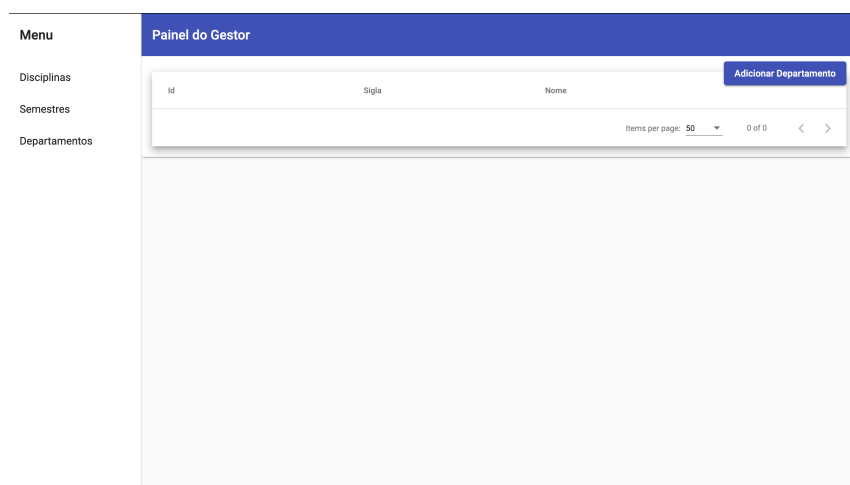 Menu
Disciplinas
Semestres
Departamentos
Painel do Gestor
Adicionar Departamento
Id Sigla Nome
Items per page: 50 0 of 0